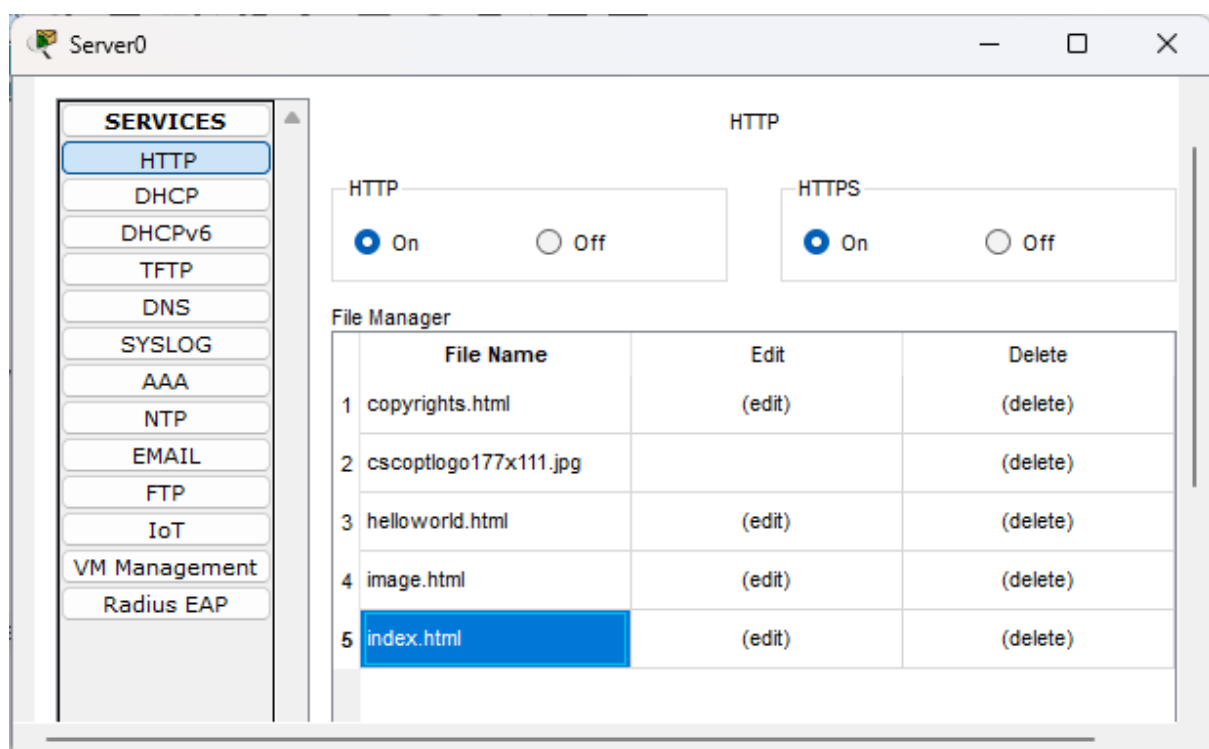 Server0
SERVICES
HTTP
DHCP
DHCPv6
TFTP
DNS
SYSLOG
AAA
NTP
EMAIL
FTP
IoT
VM Management
Radius EAP
HTTP
HTTP
On Off
HTTPS
On Off
File Manager
File Name Edit Delete
1 copyrights.html (edit) (delete)
2 cscoptlogo177x111.jpg (delete)
3 helloworld.html (edit) (delete)
4 image.html (edit) (delete)
5 index.html (edit) (delete)